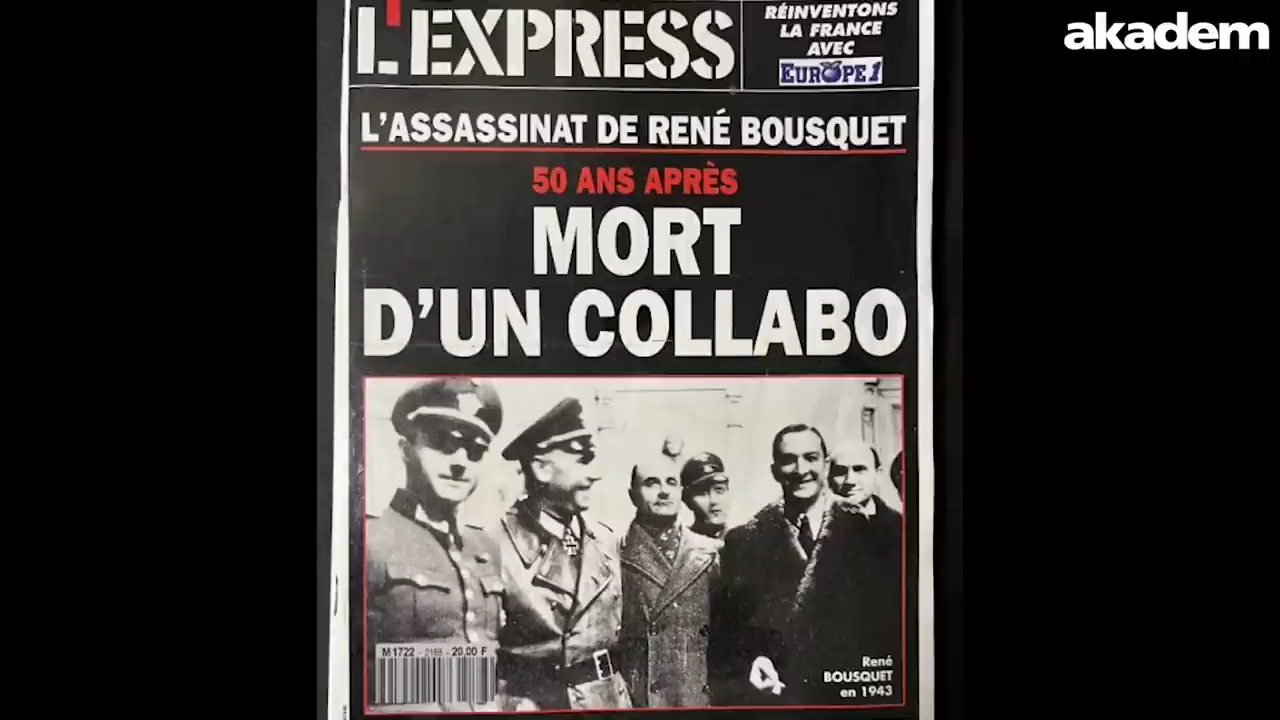 L'EXPRESS
RÉINVENTONS
LA FRANCE
AVEC
EUROPE 1
akadem
L'ASSASSINAT DE RENÉ BOUSQUET
50 ANS APRÈS
MORT
D'UN COLLABO
M 1722 - 2188 - 20,00 F
René
BOUSQUET
en 1943